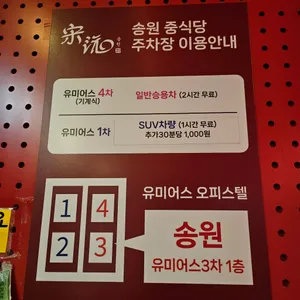 宋沅
송원 중식당
주차장 이용안내
유미어스 4차 일반승용차 (2시간 무료)
(기계식)
유미어스 1차 SUV차량 (1시간 무료)
추가30분당 1,000원
유미어스 오피스텔
1 4
2 3
송원
유미어스3차 1층